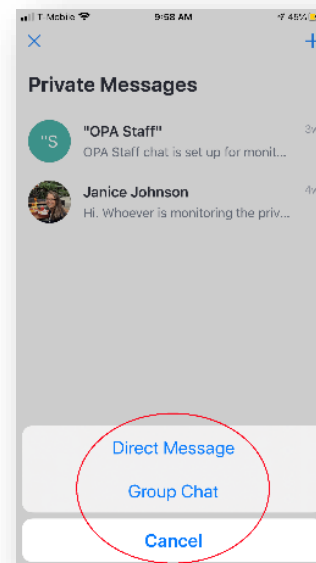 T-Mobile 9:58 AM 45%
Private Messages
"S
"OPA Staff" 3w
OPA Staff chat is set up for monit...
Janice Johnson 4w
Hi. Whoever is monitoring the priv...
Direct Message
Group Chat
Cancel